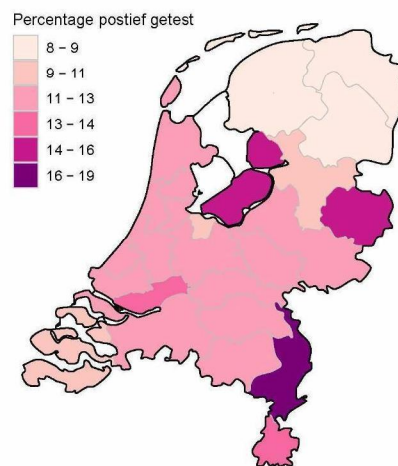 Percentage postief getest
8 – 9
9 – 11
11 – 13
13 – 14
14 – 16
16 – 19